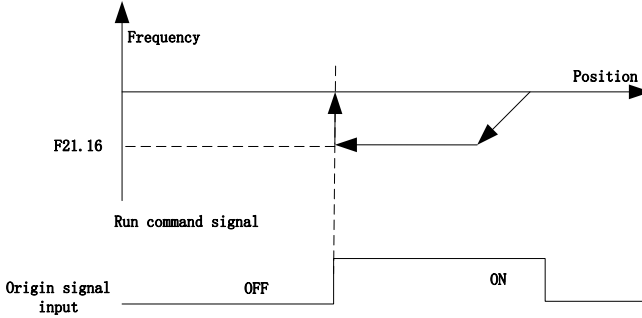 Frequency
Position
F21.16
Run command signal
Origin signal
input
OFF
ON